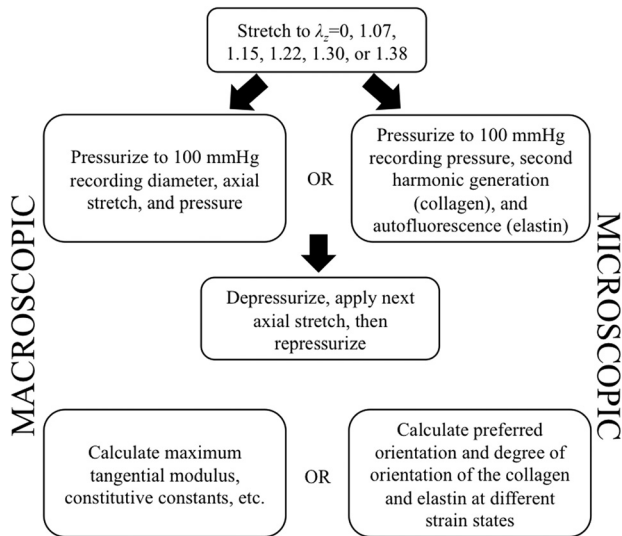 Stretch to λz=0, 1.07,
1.15, 1.22, 1.30, or 1.38
Pressurize to 100 mmHg
recording diameter, axial
stretch, and pressure
OR
Pressurize to 100 mmHg
recording pressure, second
harmonic generation
(collagen), and
autofluorescence (elastin)
MACROSCOPIC
MICROSCOPIC
Depressurize, apply next
axial stretch, then
repressurize
Calculate maximum
tangential modulus,
constitutive constants, etc.
OR
Calculate preferred
orientation and degree of
orientation of the collagen
and elastin at different
strain states